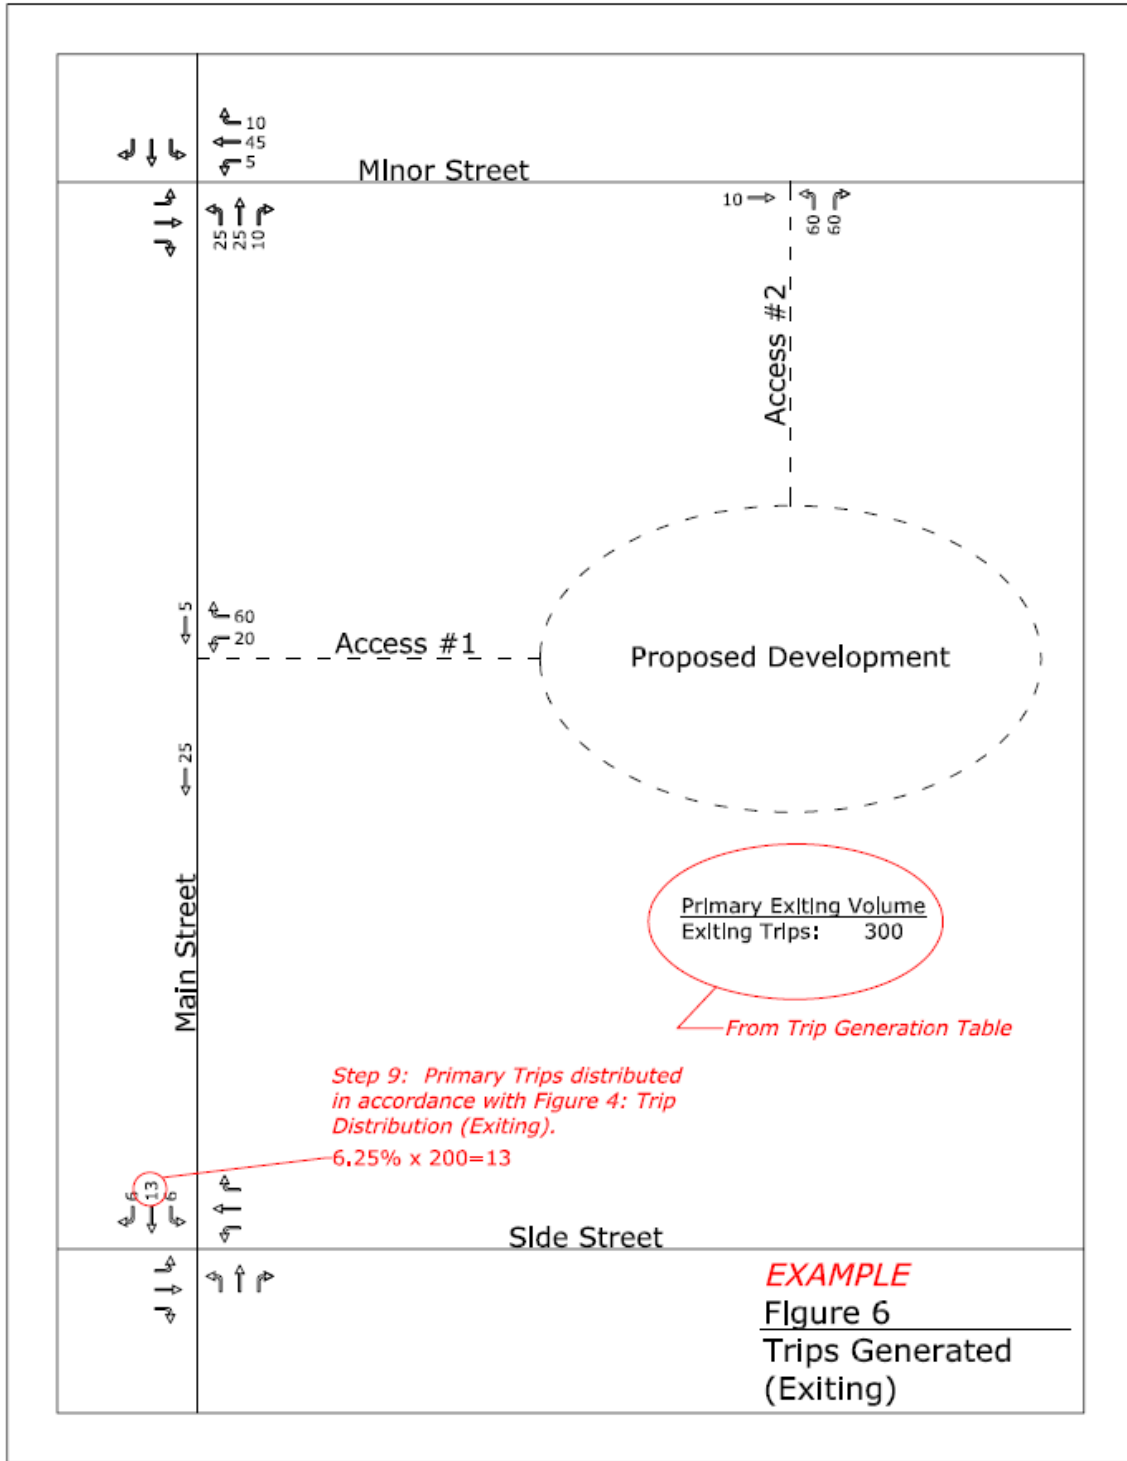 10
45
5
Minor Street
25
25
10
10
60
60
Access #2
5
60
20
Access #1
Proposed Development
25
Main Street
Primary Exiting Volume
Exiting Trips: 300
From Trip Generation Table
Step 9: Primary Trips distributed
in accordance with Figure 4: Trip
Distribution (Exiting).
6.25% x 200=13
6
13
6
Side Street
EXAMPLE
Figure 6
Trips Generated
(Exiting)